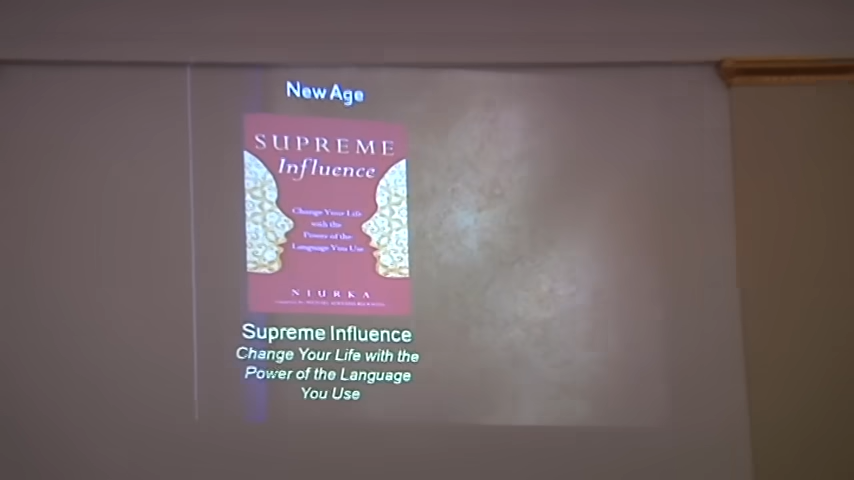 New Age
SUPREME
Influence
Change Your Life
with the
Power of the
Language You Use
NIURKA
Supreme Influence
Change Your Life with the
Power of the Language
You Use